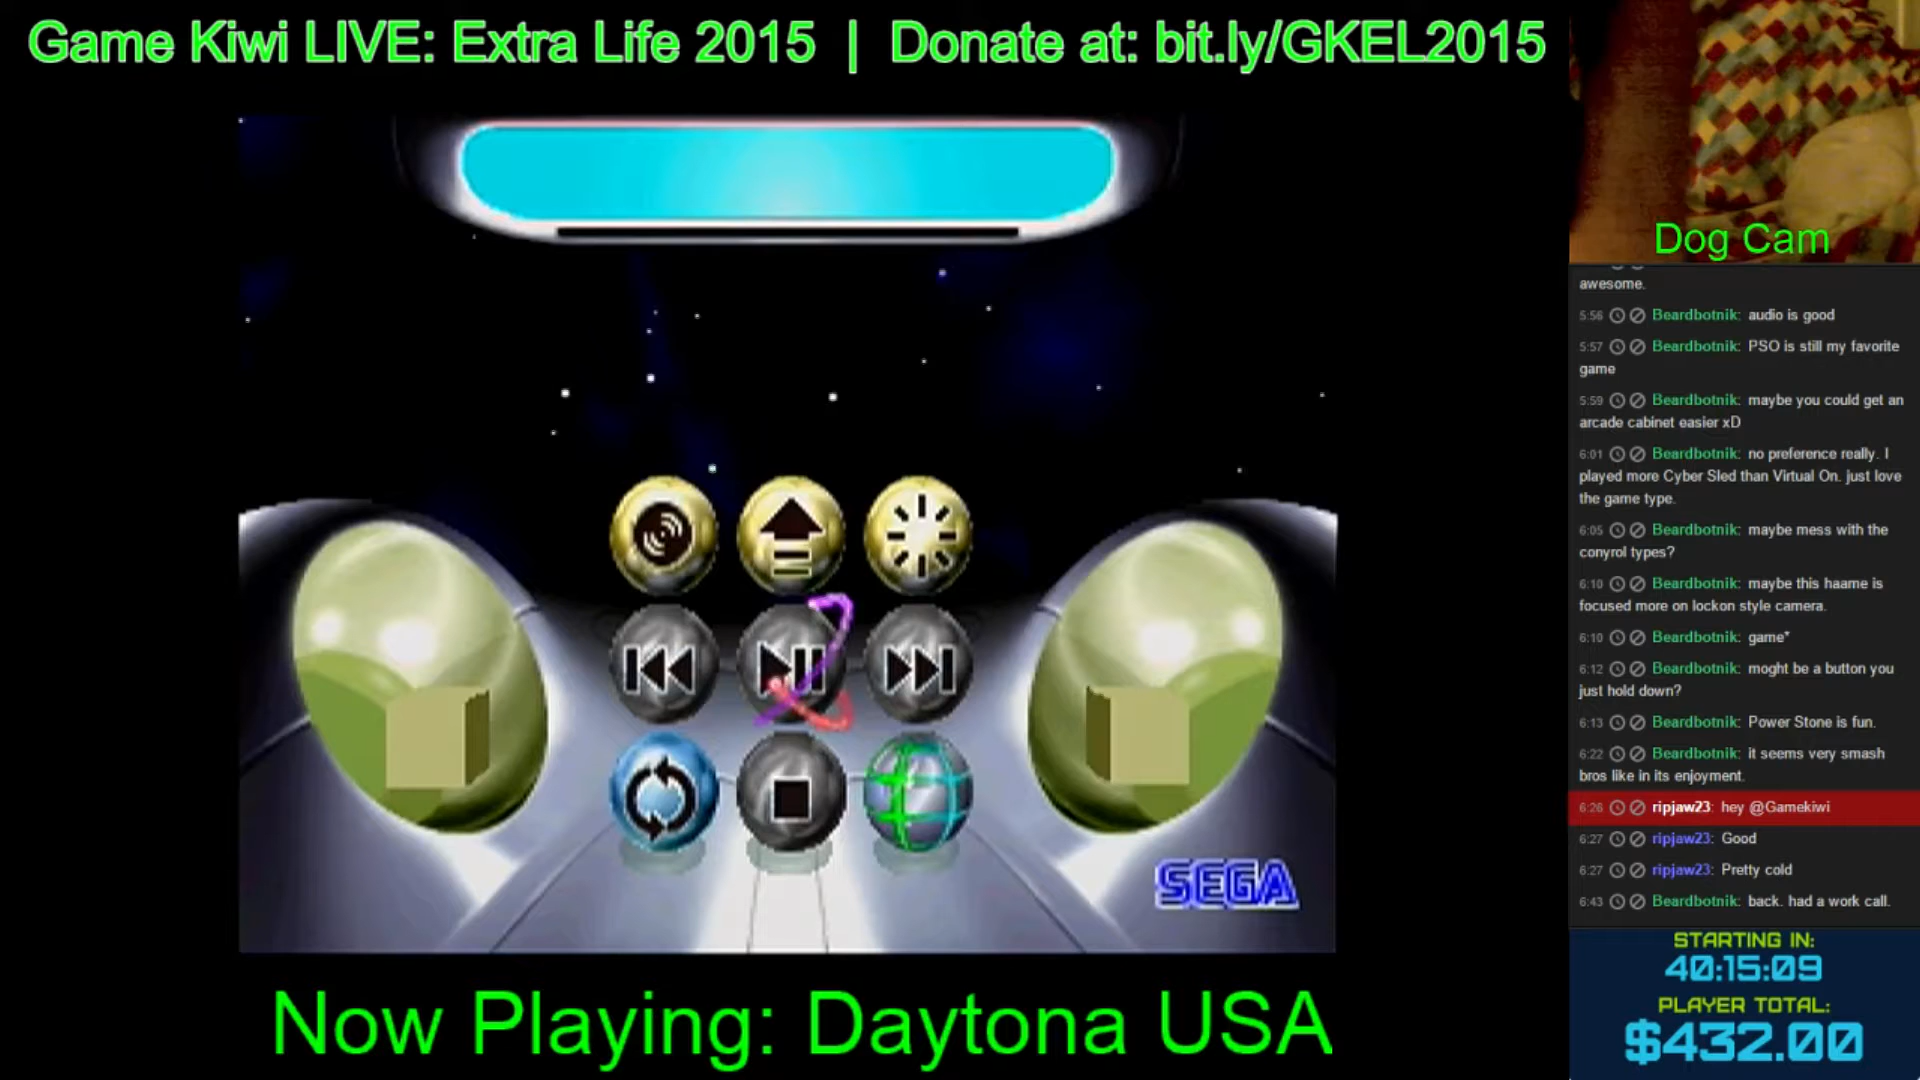 Game Kiwi LIVE: Extra Life 2015 | Donate at: bit.ly/GKEL2015
Dog Cam
awesome.
5:56 Beardbotnik: audio is good
5:57 Beardbotnik: PSO is still my favorite
game
5:59 Beardbotnik: maybe you could get an
arcade cabinet easier xD
6:01 Beardbotnik: no preference really. I
played more Cyber Sled than Virtual On. just love
the game type.
6:05 Beardbotnik: maybe mess with the
conyrol types?
6:10 Beardbotnik: maybe this haame is
focused more on lockon style camera.
6:10 Beardbotnik: game*
6:12 Beardbotnik: moght be a button you
just hold down?
6:13 Beardbotnik: Power Stone is fun.
6:22 Beardbotnik: it seems very smash
bros like in its enjoyment.
6:26 ripjaw23: hey @Gamekiwi
6:27 ripjaw23: Good
6:27 ripjaw23: Pretty cold
6:43 Beardbotnik: back. had a work call.
SEGA
STARTING IN:
40:15:09
PLAYER TOTAL:
$432.00
Now Playing: Daytona USA